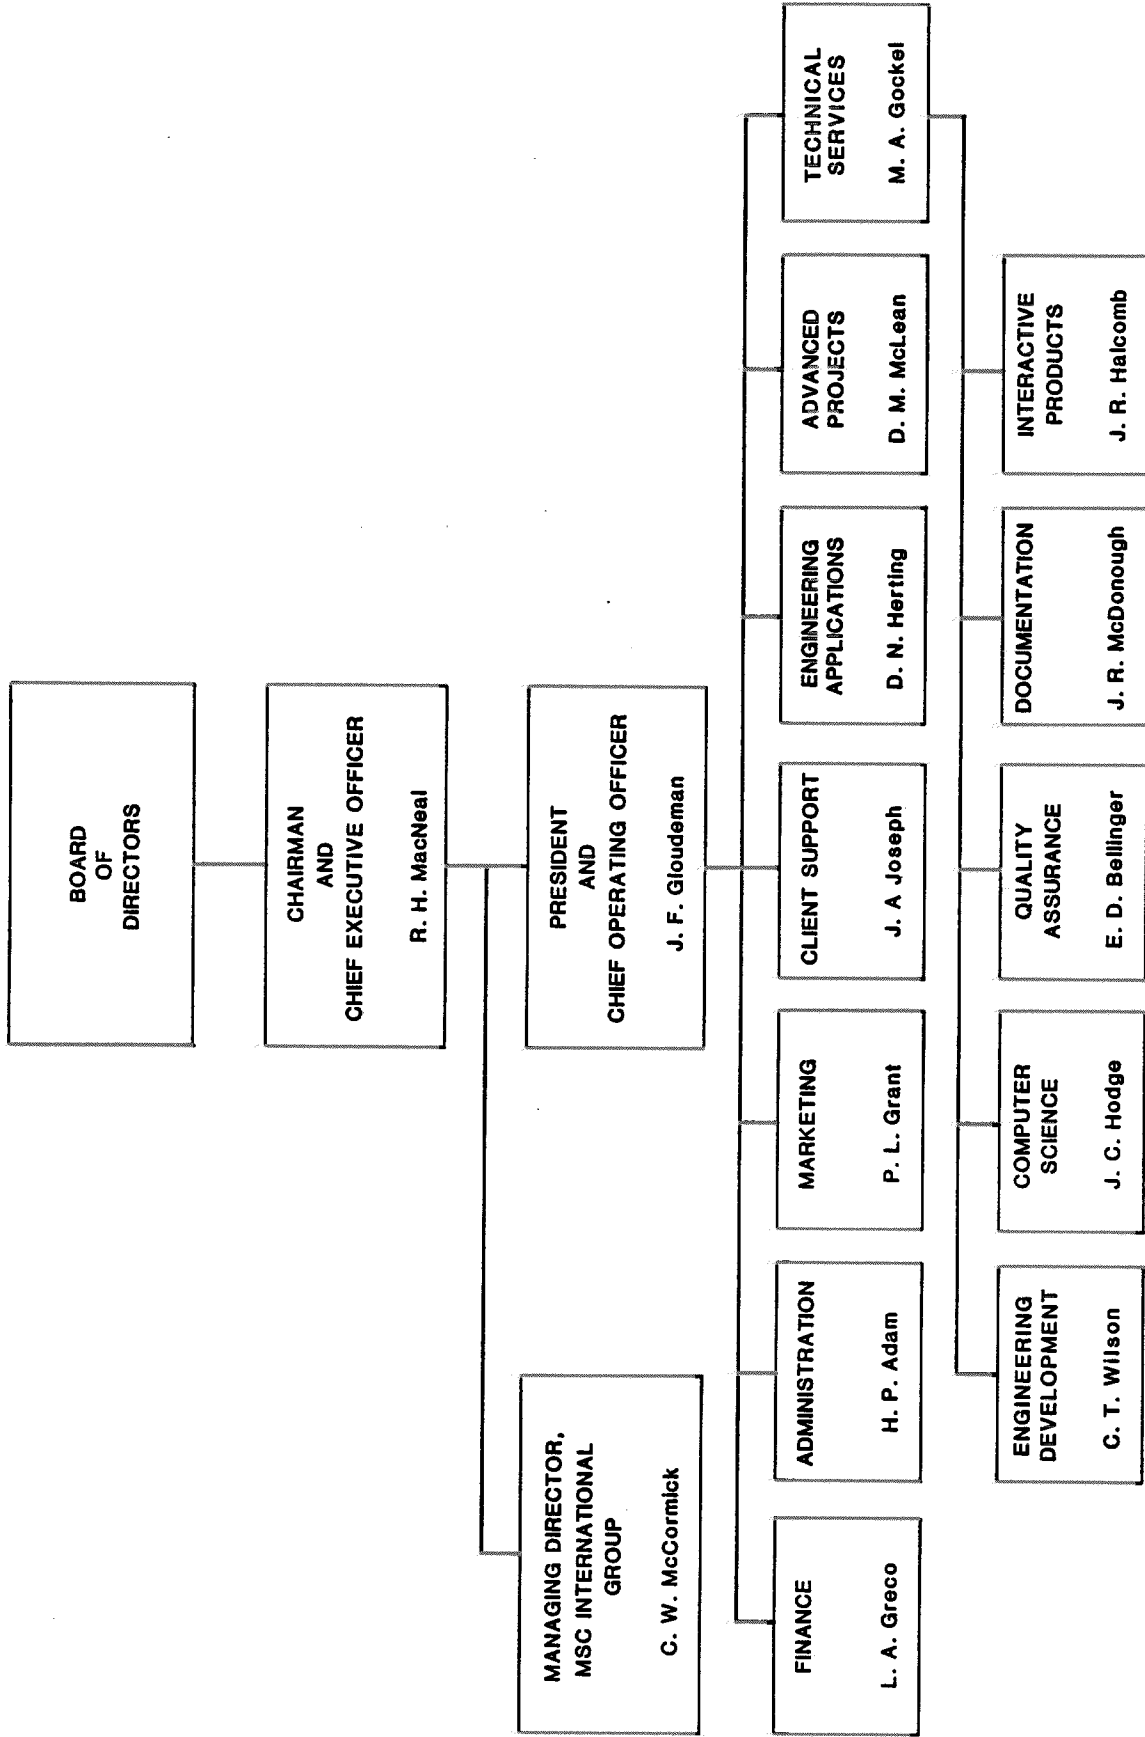 BOARD
OF
DIRECTORS
CHAIRMAN
AND
CHIEF EXECUTIVE OFFICER
R. H. MacNeal
MANAGING DIRECTOR,
MSC INTERNATIONAL
GROUP
C. W. McCormick
PRESIDENT
AND
CHIEF OPERATING OFFICER
J. F. Gloudeman
FINANCE
L. A. Greco
ADMINISTRATION
H. P. Adam
MARKETING
P. L. Grant
CLIENT SUPPORT
J. A Joseph
ENGINEERING
APPLICATIONS
D. N. Herting
ADVANCED
PROJECTS
D. M. McLean
TECHNICAL
SERVICES
M. A. Gockel
ENGINEERING
DEVELOPMENT
C. T. Wilson
COMPUTER
SCIENCE
J. C. Hodge
QUALITY
ASSURANCE
E. D. Bellinger
DOCUMENTATION
J. R. McDonough
INTERACTIVE
PRODUCTS
J. R. Halcomb